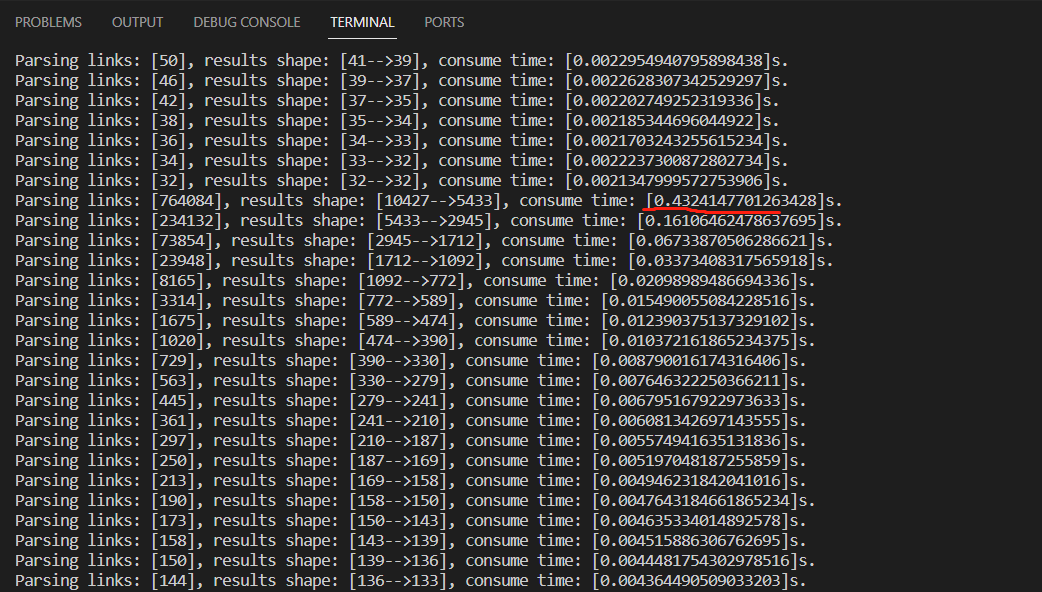 PROBLEMS OUTPUT DEBUG CONSOLE TERMINAL PORTS
Parsing links: [50], results shape: [41-->39], consume time: [0.0022954940795898438]s.
Parsing links: [46], results shape: [39-->37], consume time: [0.0022628307342529297]s.
Parsing links: [42], results shape: [37-->35], consume time: [0.002202749252319336]s.
Parsing links: [38], results shape: [35-->34], consume time: [0.002185344696044922]s.
Parsing links: [36], results shape: [34-->33], consume time: [0.0021703243255615234]s.
Parsing links: [34], results shape: [33-->32], consume time: [0.0022237300872802734]s.
Parsing links: [32], results shape: [32-->32], consume time: [0.0021347999572753906]s.
Parsing links: [764084], results shape: [10427-->5433], consume time: [0.4324147701263428]s.
Parsing links: [234132], results shape: [5433-->2945], consume time: [0.16106462478637695]s.
Parsing links: [73854], results shape: [2945-->1712], consume time: [0.06733870506286621]s.
Parsing links: [23948], results shape: [1712-->1092], consume time: [0.03373408317565918]s.
Parsing links: [8165], results shape: [1092-->772], consume time: [0.02098989486694336]s.
Parsing links: [3314], results shape: [772-->589], consume time: [0.015490055084228516]s.
Parsing links: [1675], results shape: [589-->474], consume time: [0.012390375137329102]s.
Parsing links: [1020], results shape: [474-->390], consume time: [0.010372161865234375]s.
Parsing links: [729], results shape: [390-->330], consume time: [0.008790016174316406]s.
Parsing links: [563], results shape: [330-->279], consume time: [0.007646322250366211]s.
Parsing links: [445], results shape: [279-->241], consume time: [0.006795167922973633]s.
Parsing links: [361], results shape: [241-->210], consume time: [0.006081342697143555]s.
Parsing links: [297], results shape: [210-->187], consume time: [0.005574941635131836]s.
Parsing links: [250], results shape: [187-->169], consume time: [0.005197048187255859]s.
Parsing links: [213], results shape: [169-->158], consume time: [0.004946231842041016]s.
Parsing links: [190], results shape: [158-->150], consume time: [0.0047643184661865234]s.
Parsing links: [173], results shape: [150-->143], consume time: [0.004635334014892578]s.
Parsing links: [158], results shape: [143-->139], consume time: [0.004515886306762695]s.
Parsing links: [150], results shape: [139-->136], consume time: [0.0044481754302978516]s.
Parsing links: [144], results shape: [136-->133], consume time: [0.004364490509033203]s.